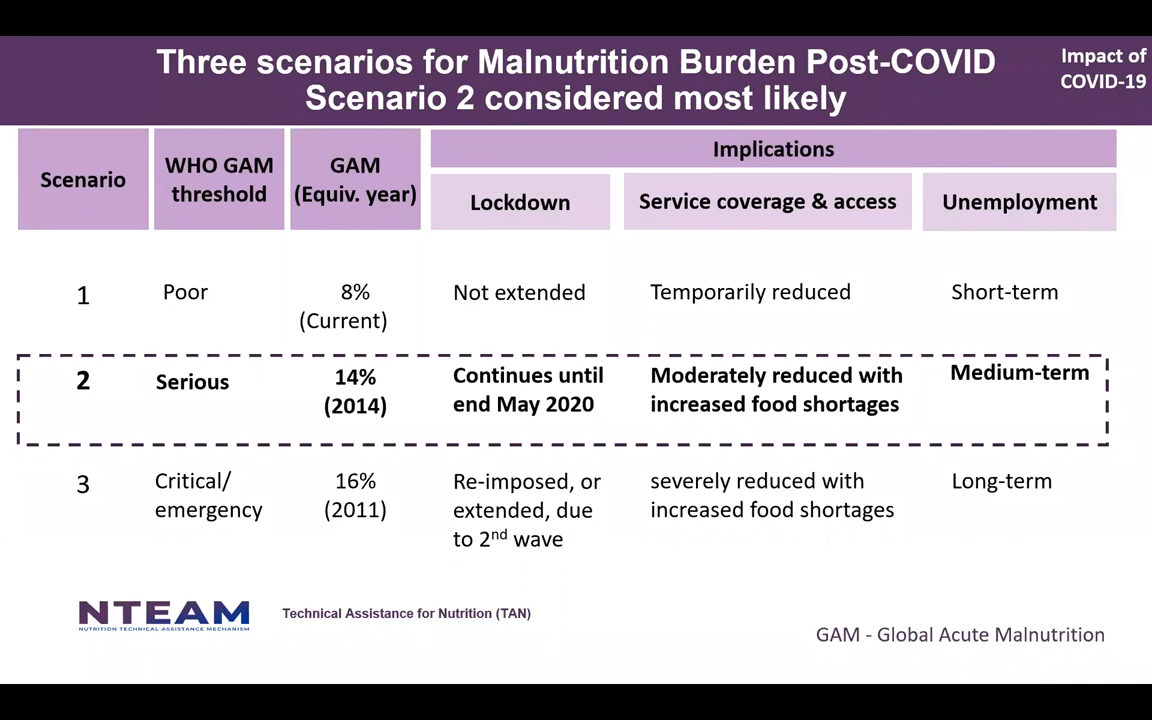 Three scenarios for Malnutrition Burden Post-COVID
Scenario 2 considered most likely
Impact of
COVID-19
Scenario
WHO GAM
threshold
GAM
(Equiv. year)
Implications
Lockdown
Service coverage & access
Unemployment
1
Poor
8%
(Current)
Not extended
Temporarily reduced
Short-term
2
Serious
14%
(2014)
Continues until
end May 2020
Moderately reduced with
increased food shortages
Medium-term
3
Critical/
emergency
16%
(2011)
Re-imposed, or
extended, due
to 2nd wave
severely reduced with
increased food shortages
Long-term
NTEAM
NUTRITION TECHNICAL ASSISTANCE MECHANISM
Technical Assistance for Nutrition (TAN)
GAM - Global Acute Malnutrition